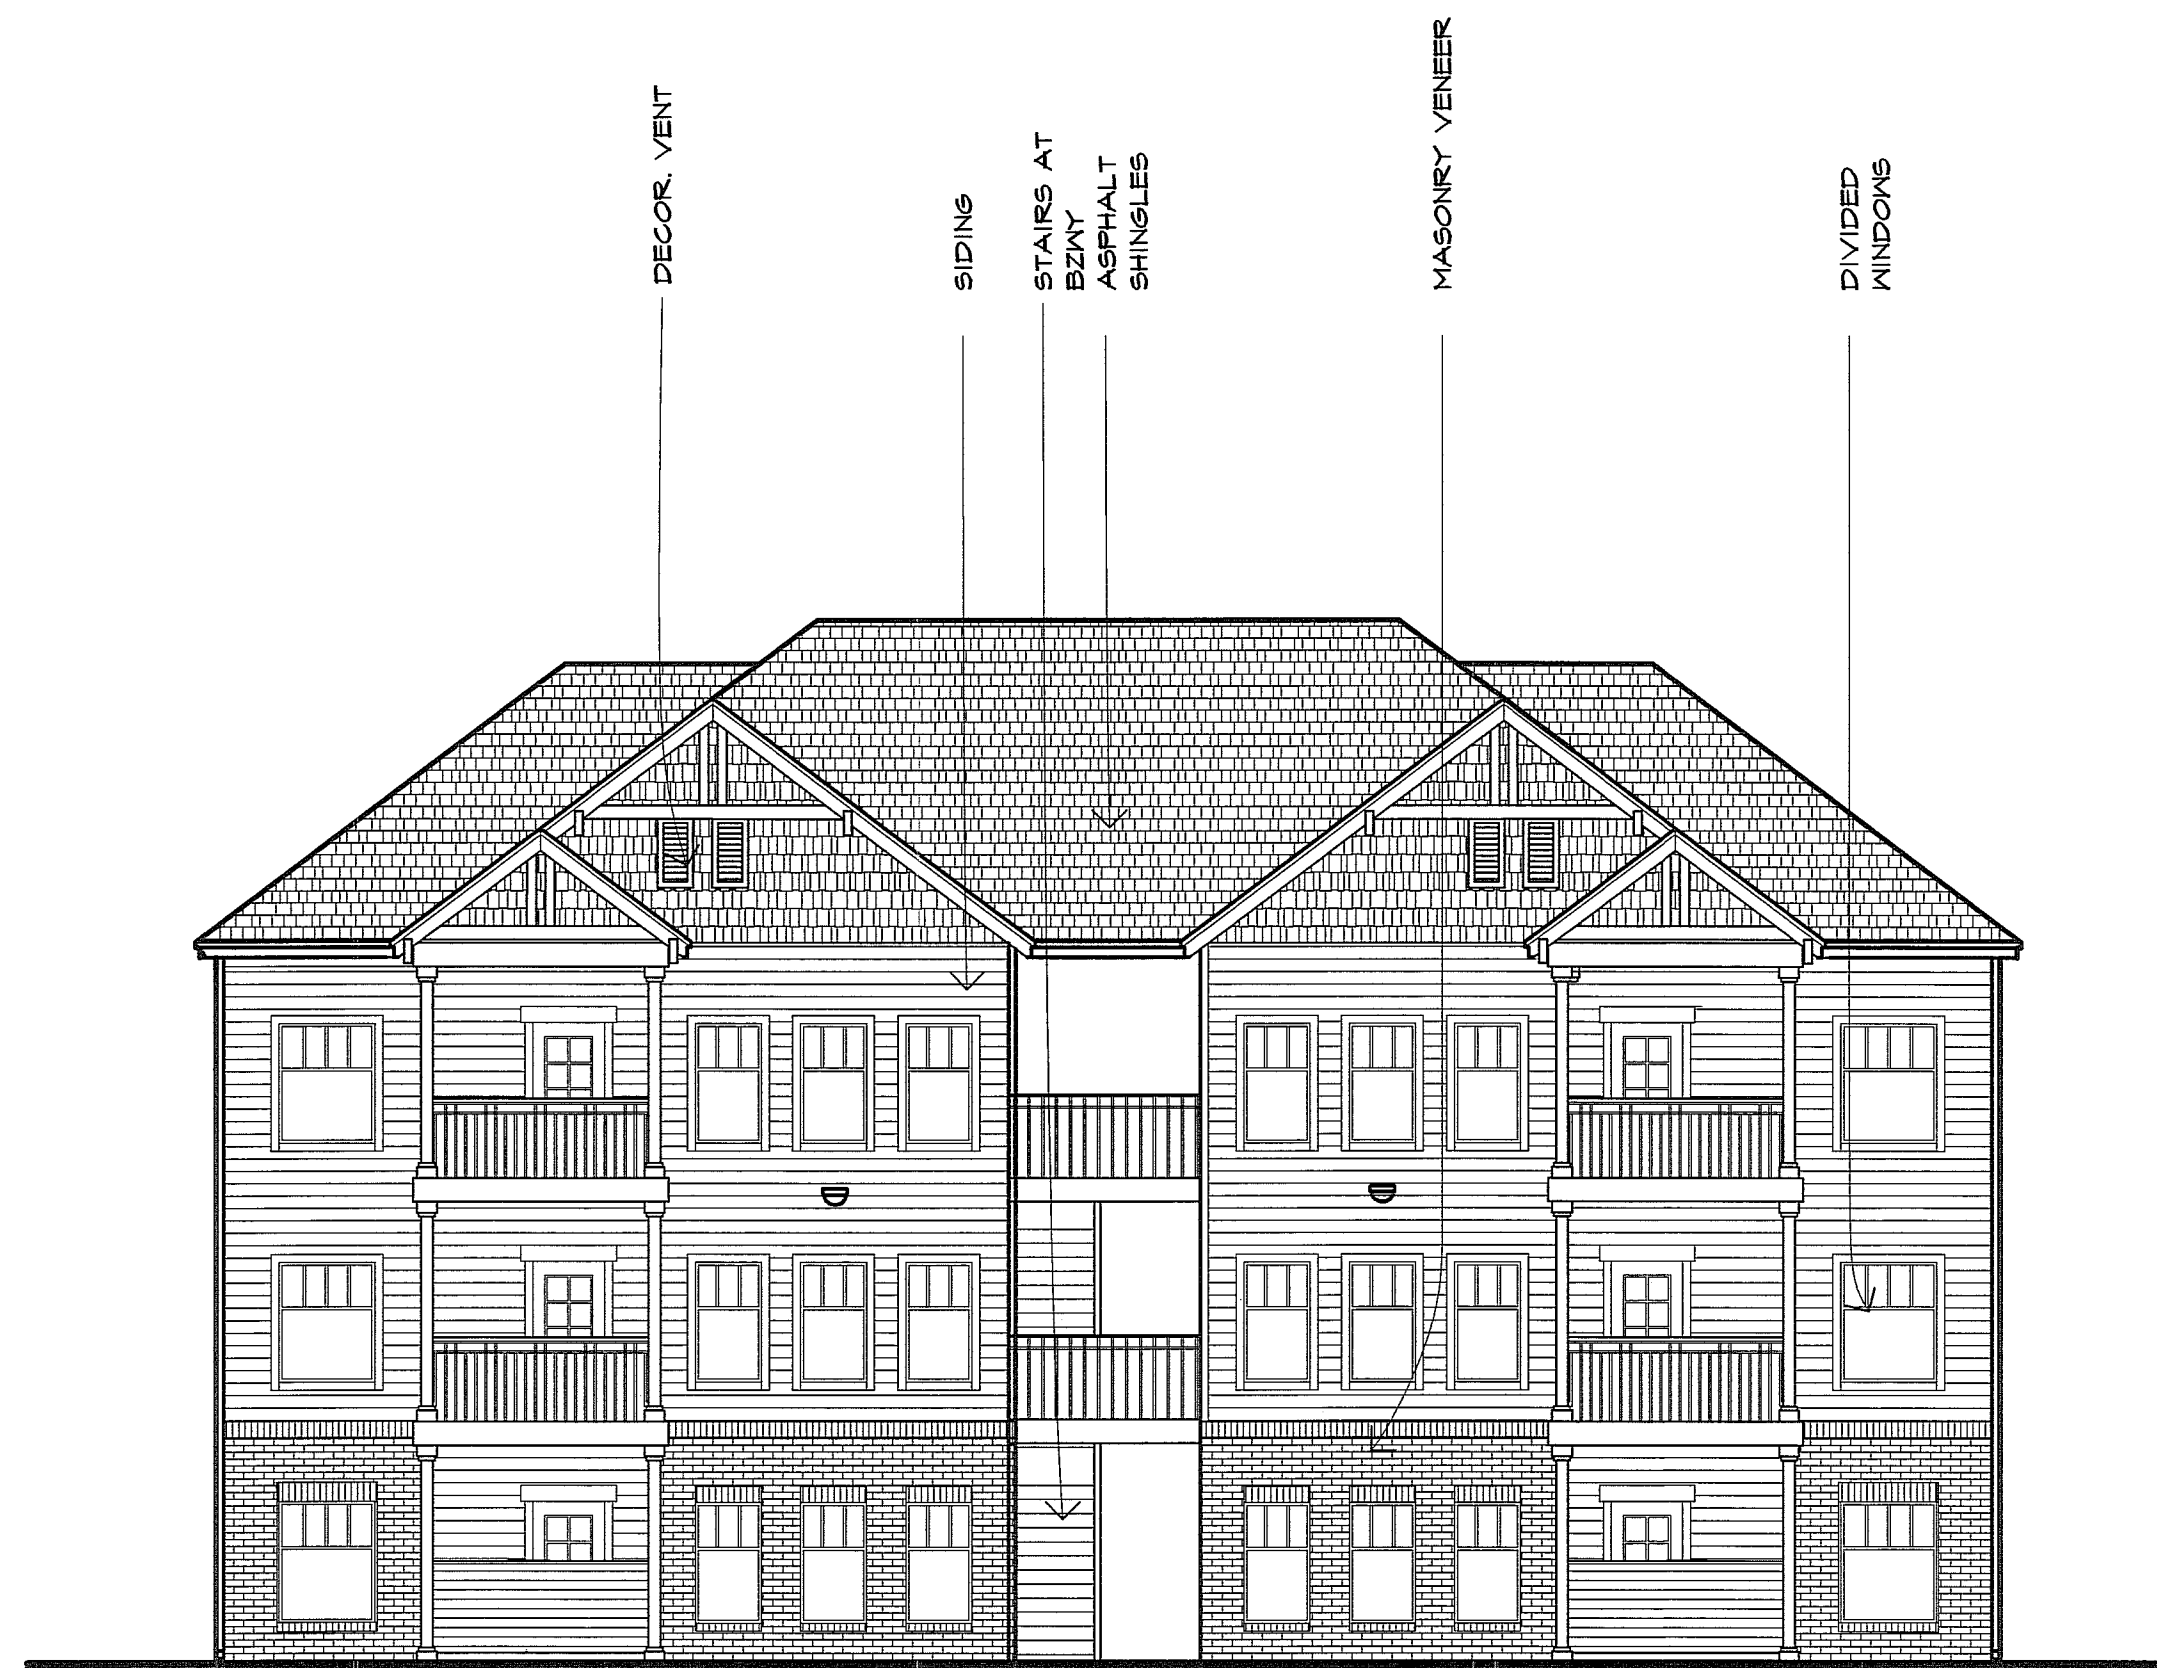 DECOR. VENT
SIDING
STAIRS AT
BZWY
ASPHALT
SHINGLES
MASONRY VENEER
DIVIDED
WINDOWS